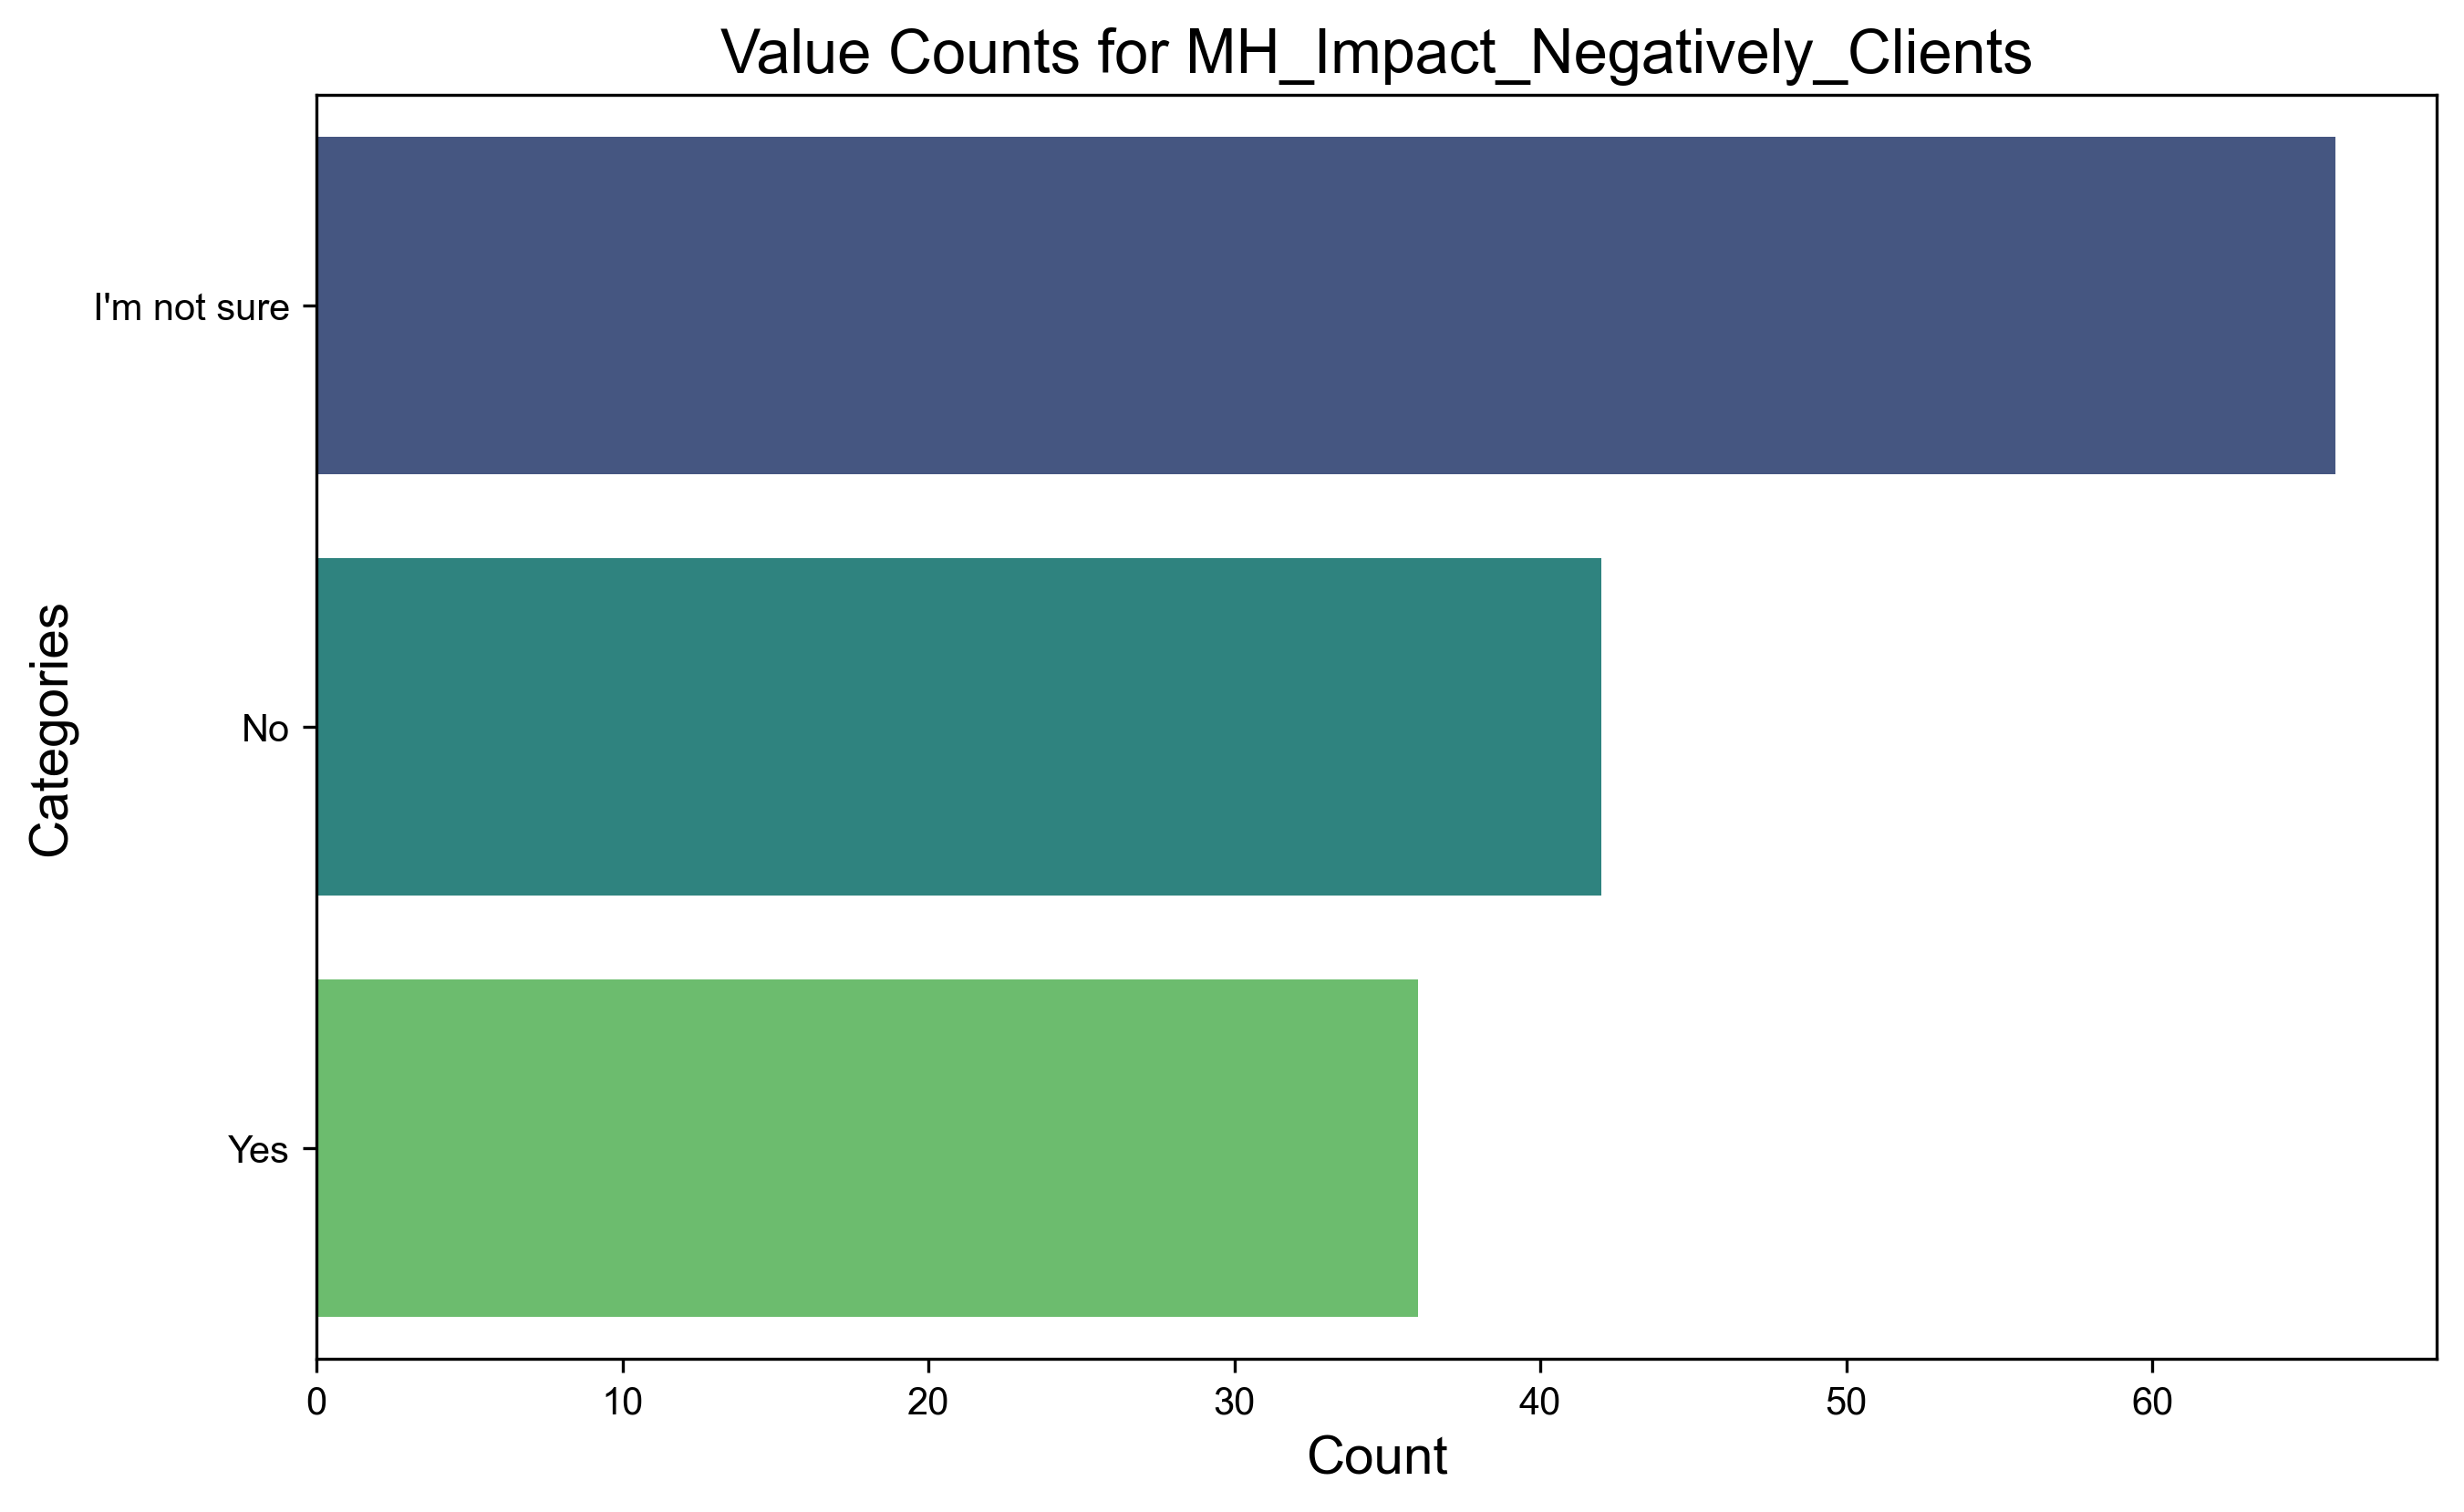 Value Counts for MH_Impact_Negatively_Clients
Categories
I'm not sure
No
Yes
0 10 20 30 40 50 60
Count